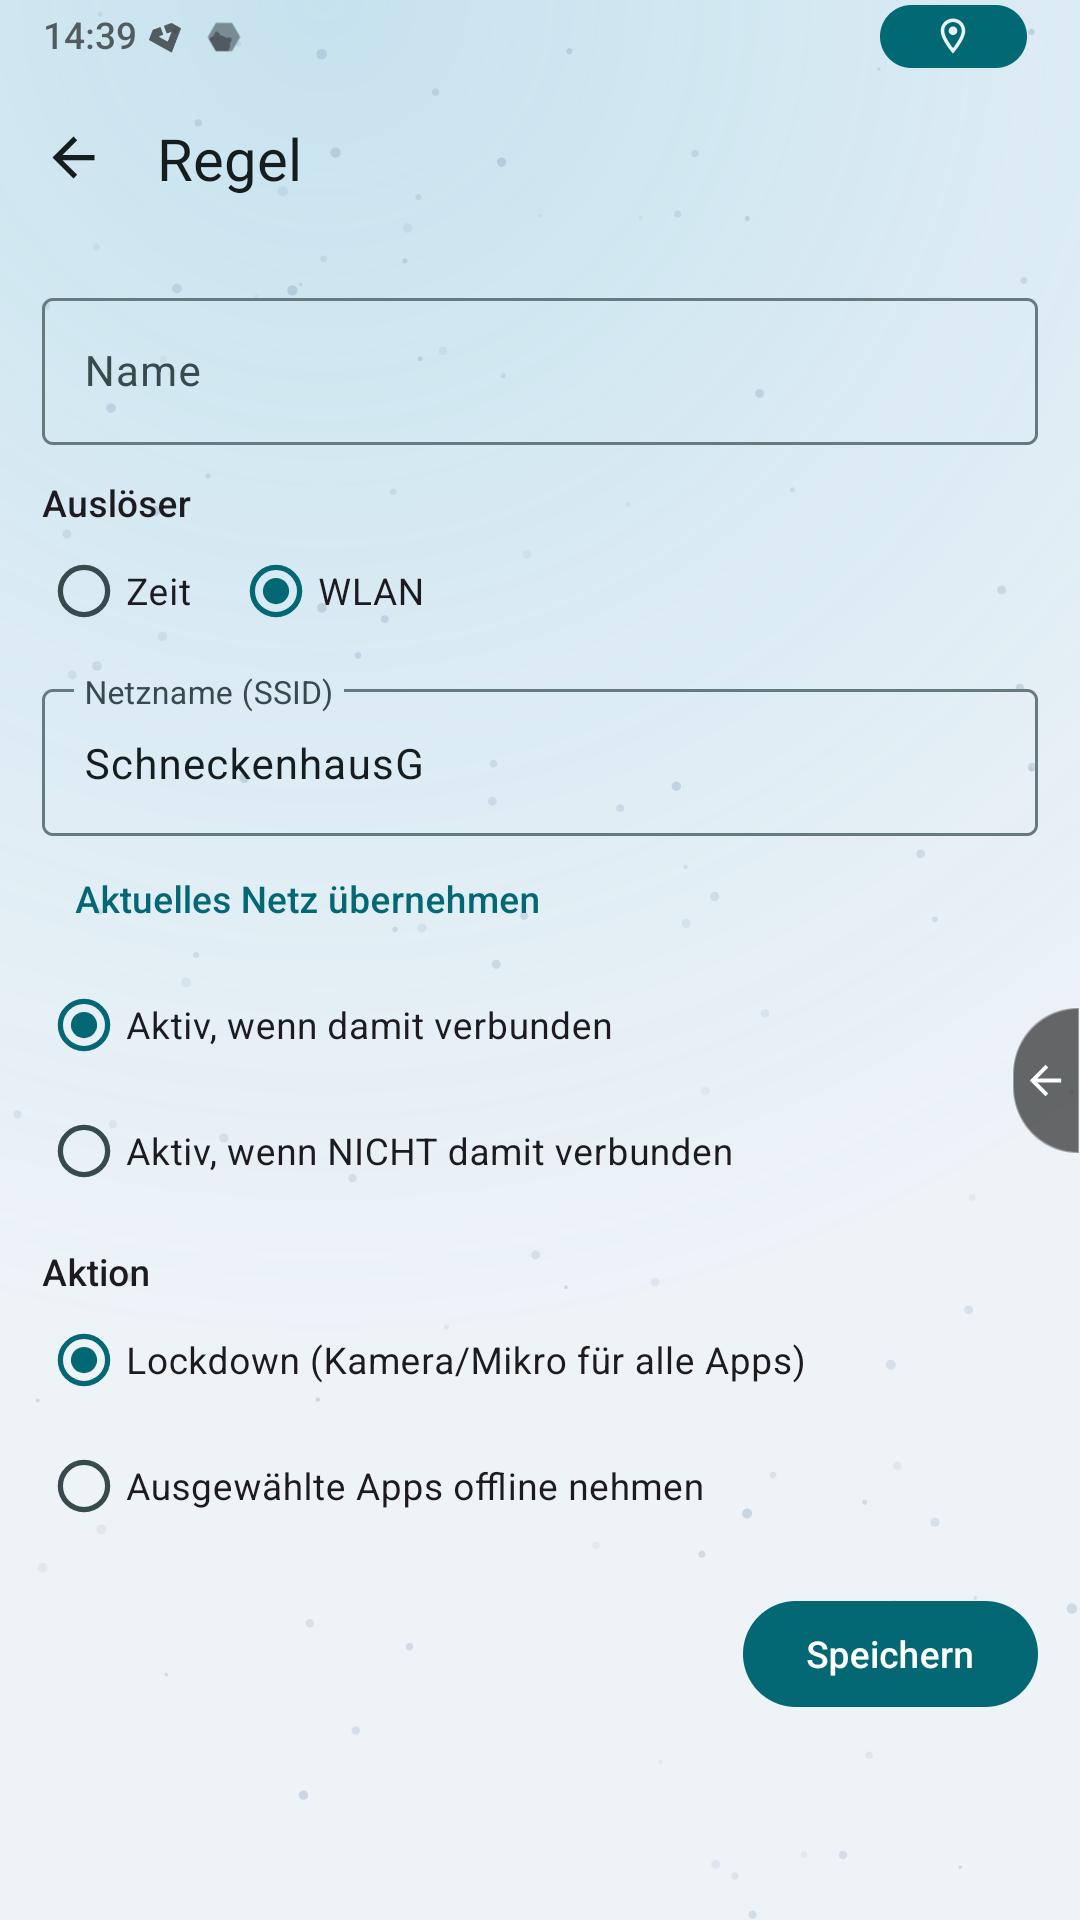 14:39
Regel
Name
Auslöser
Zeit WLAN
Netzname (SSID)
SchneckenhausG
Aktuelles Netz übernehmen
Aktiv, wenn damit verbunden
Aktiv, wenn NICHT damit verbunden
Aktion
Lockdown (Kamera/Mikro für alle Apps)
Ausgewählte Apps offline nehmen
Speichern